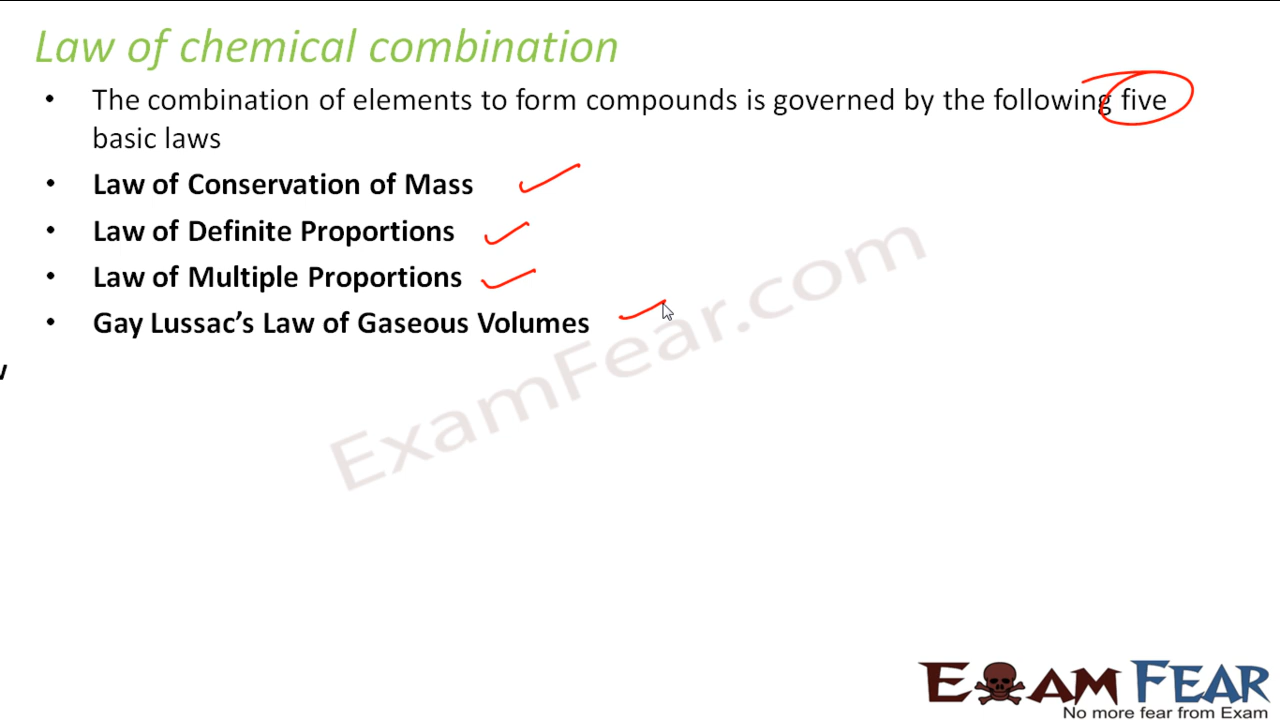 Law of chemical combination
• The combination of elements to form compounds is governed by the following five
basic laws
• Law of Conservation of Mass
• Law of Definite Proportions
• Law of Multiple Proportions
• Gay Lussac’s Law of Gaseous Volumes
ExamFear.com
EXAM FEAR
No more fear from Exam